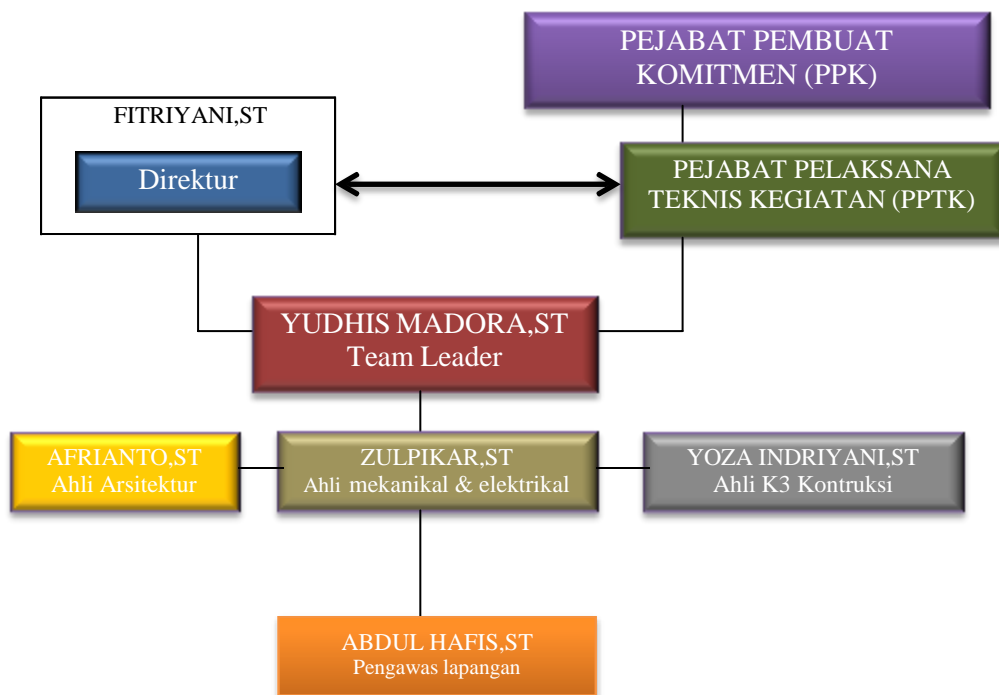 PEJABAT PEMBUAT
KOMITMEN (PPK)
FITRIYANI,ST
Direktur
PEJABAT PELAKSANA
TEKNIS KEGIATAN (PPTK)
YUDHIS MADORA,ST
Team Leader
AFRIANTO,ST
Ahli Arsitektur
ZULPIKAR,ST
Ahli mekanikal & elektrikal
YOZA INDRIYANI,ST
Ahli K3 Kontruksi
ABDUL HAFIS,ST
Pengawas lapangan